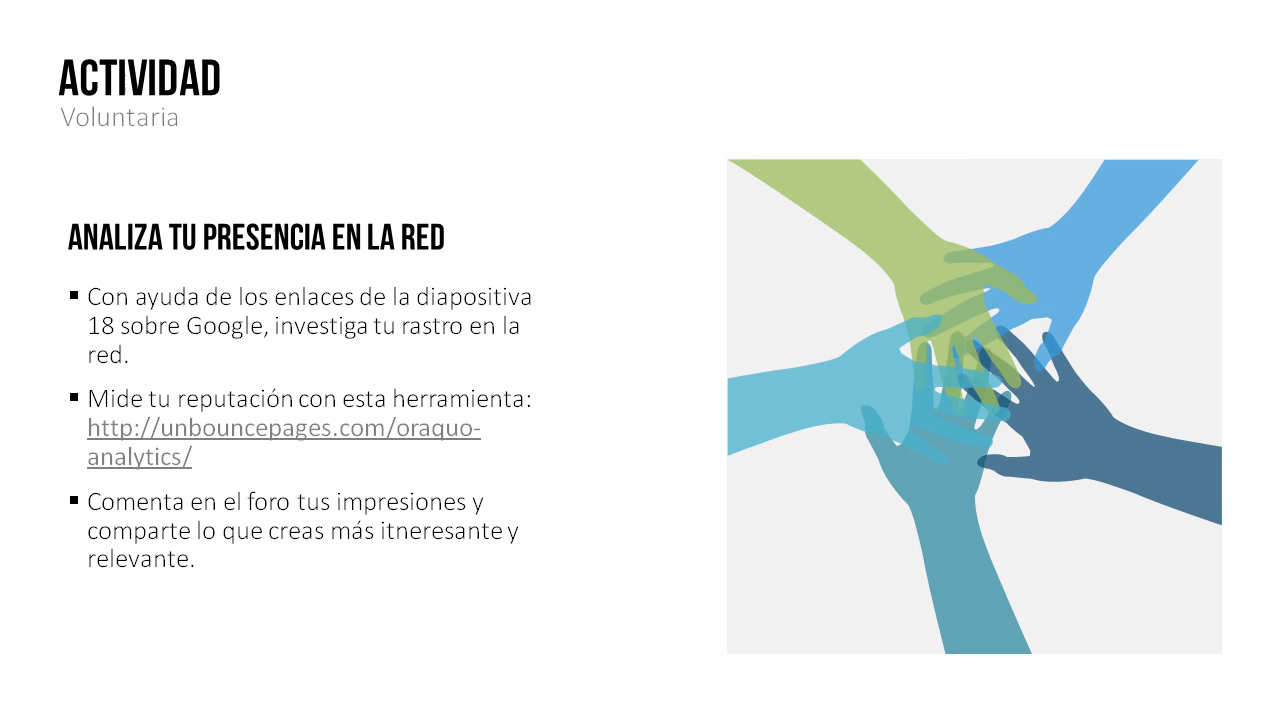 ACTIVIDAD
Voluntaria
ANALIZA TU PRESENCIA EN LA RED
▪ Con ayuda de los enlaces de la diapositiva
18 sobre Google, investiga tu rastro en la
red.
▪ Mide tu reputación con esta herramienta:
http://unbouncepages.com/oraquo-
analytics/
▪ Comenta en el foro tus impresiones y
comparte lo que creas más itneresante y
relevante.